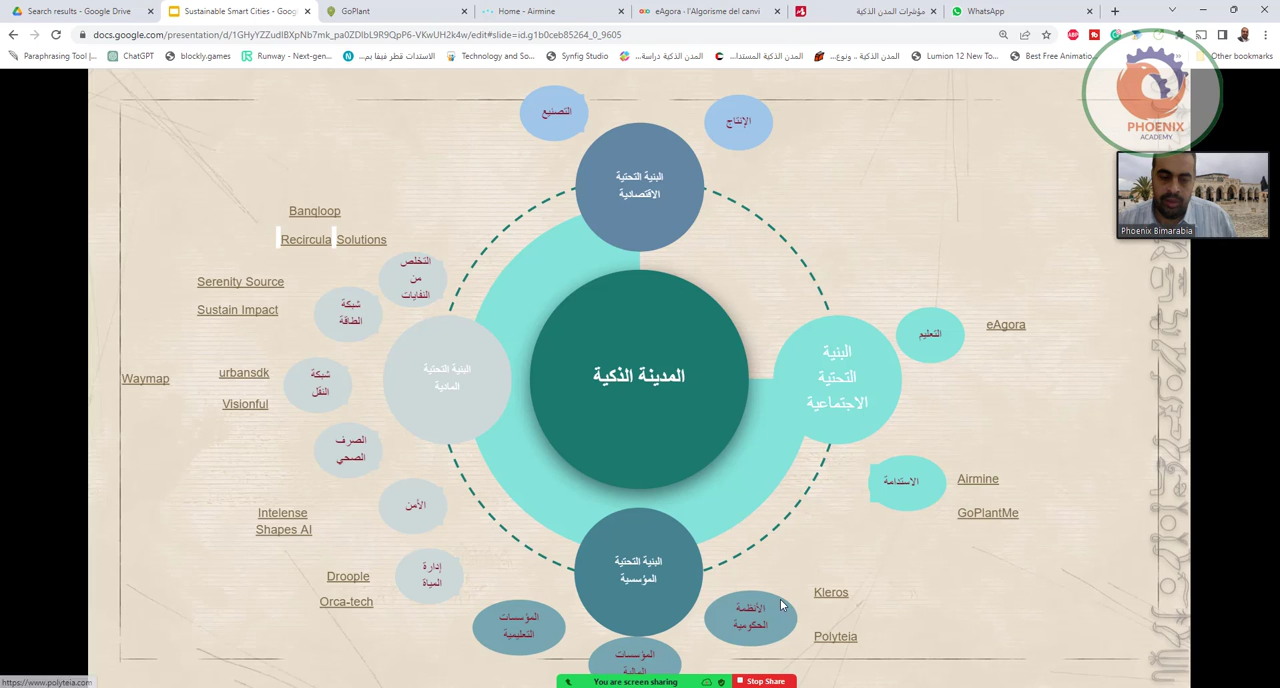 Search results - Google Drive
Sustainable Smart Cities - Goog
GoPlant
Home - Airmine
eAgora - l'Algorisme del canvi
مؤشرات المدن الذكية
WhatsApp
docs.google.com/presentation/d/1GHyYZZudIBXpNb7mk_pa0ZDlbL9R9QpP6-VKwUH2k4w/edit#slide=id.g1b0ceb85264_0_9605
Paraphrasing Tool |...
ChatGPT
blockly.games
Runway - Next-gen...
الاستدات قطر فيفا بم...
Technology and So...
Synfig Studio
المدن الذكية دراسة...
المدن الذكية المستدا...
المدن الذكية .. ونوع...
Lumion 12 New To...
Best Free Animatio...
Other bookmarks
PHOENIX
ACADEMY
Phoenix Bimarabia
التصنيع
الإنتاج
البنية التحتية
الاقتصادية
Banqloop
Recircula Solutions
التخلص
من
النفايات
Serenity Source
Sustain Impact
شبكة
الطاقة
Waymap
urbansdk
Visionful
شبكة
النقل
البنية التحتية
المادية
المدينة الذكية
البنية
التحتية
الاجتماعية
التعليم
eAgora
الصرف
الصحي
الاستدامة
Airmine
GoPlantMe
الأمن
Intelense
Shapes AI
إدارة
المياة
Droople
Orca-tech
البنية التحتية
المؤسسية
المؤسسات
التعليمية
المؤسسات
المالية
الأنظمة
الحكومية
Kleros
Polyteia
https://www.polyteia.com
You are screen sharing
Stop Share